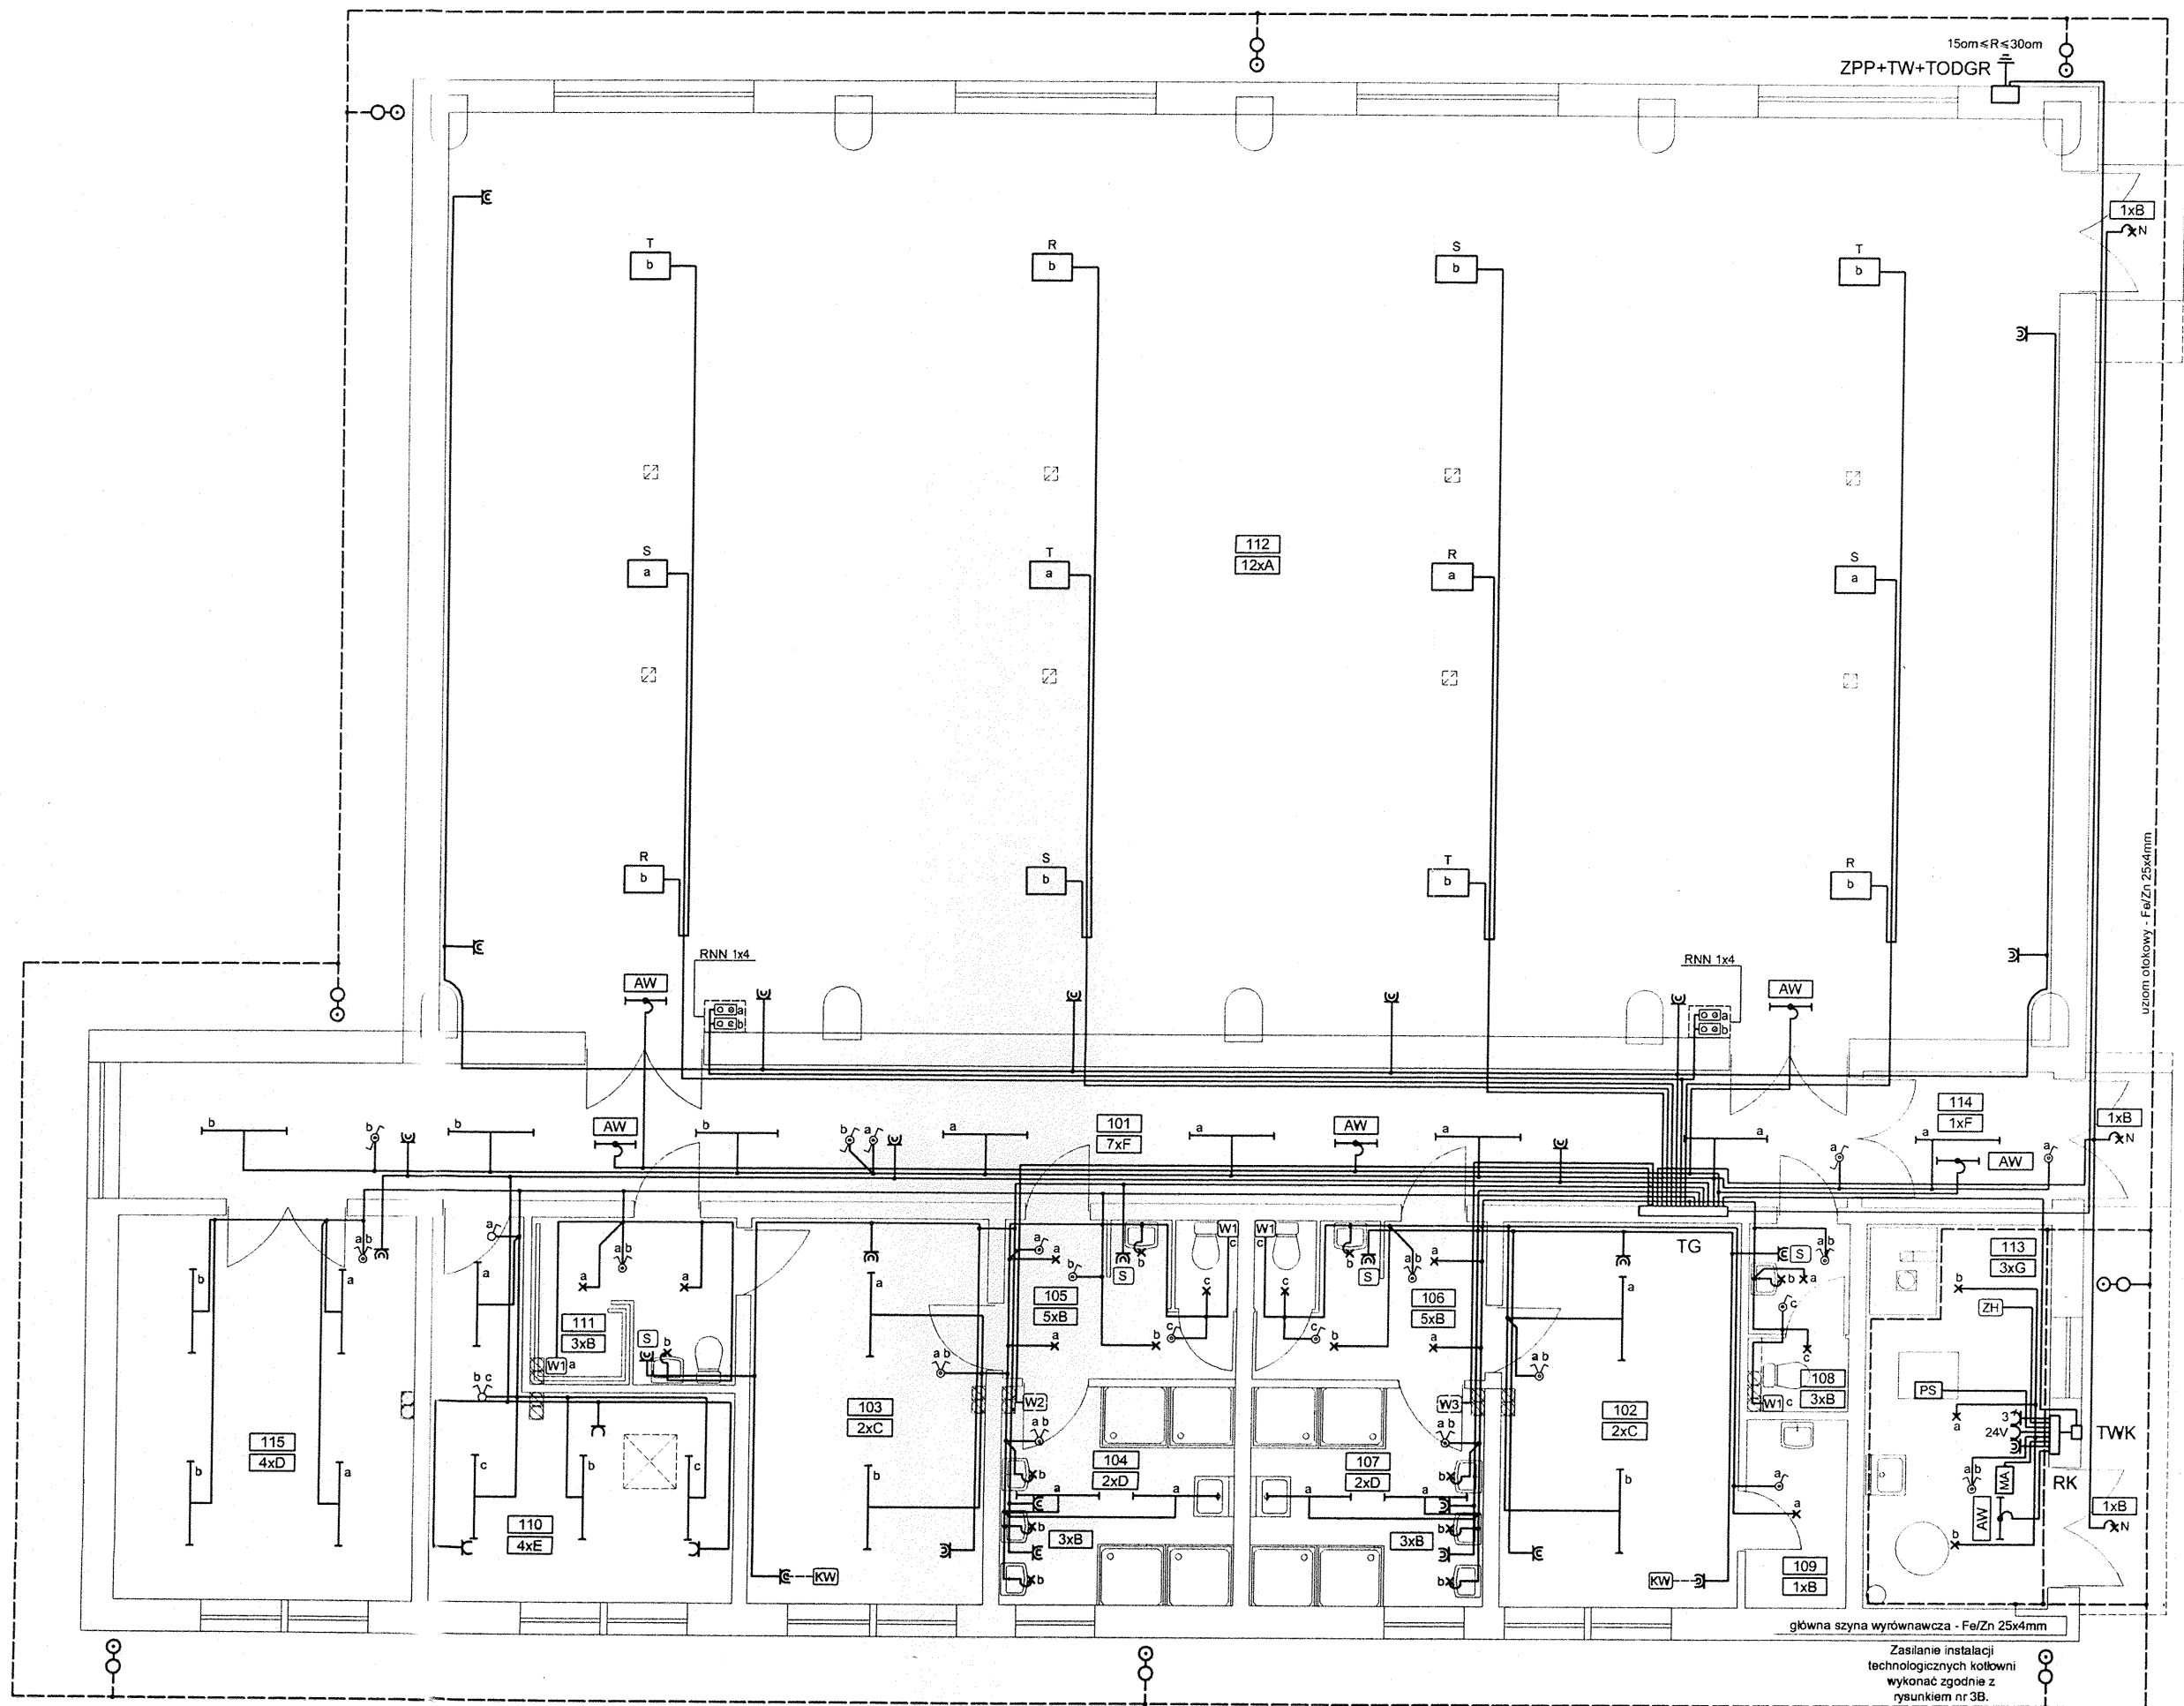 15om≤R≤30om
ZPP+TW+TODGR
1xB
N
T
b
R
b
S
b
T
b
S
a
T
a
112
12xA
R
a
S
a
R
b
S
b
T
b
R
b
uziom otokowy - Fe/Zn 25x4mm
RNN 1x4
AW
a
b
RNN 1x4
AW
a
b
b
b
b
AW
b
b
a
a
101
7xF
a
AW
a
a
a
114
1xF
a
a
AW
1xB
N
a b
b
a
a
a
a b
a
111
3xB
W1 a
S
b
a
a
b
S
b
W1
c
W1
c
b
S
a b
a
105
5xB
a
b
c
c
c
c
b
106
5xB
a
TG
a
a b
S
a b
b
a
c
c
108
3xB
W1 c
113
3xG
b
ZH
PS
a
3
24V
TWK
RK
MA
a b
AW
b
1xB
N
115
4xD
b
a
b c
c
b
c
110
4xE
103
2xC
a b
b
KW
W2
a b
104
2xD
b
a
a
b
3xB
b
W3
a b
107
2xD
b
a
a
b
3xB
b
102
2xC
b
KW
a
a
109
1xB
główna szyna wyrównawcza - Fe/Zn 25x4mm
Zasilanie instalacji
technologicznych kotłowni
wykonać zgodnie z
rysunkiem nr 3B.